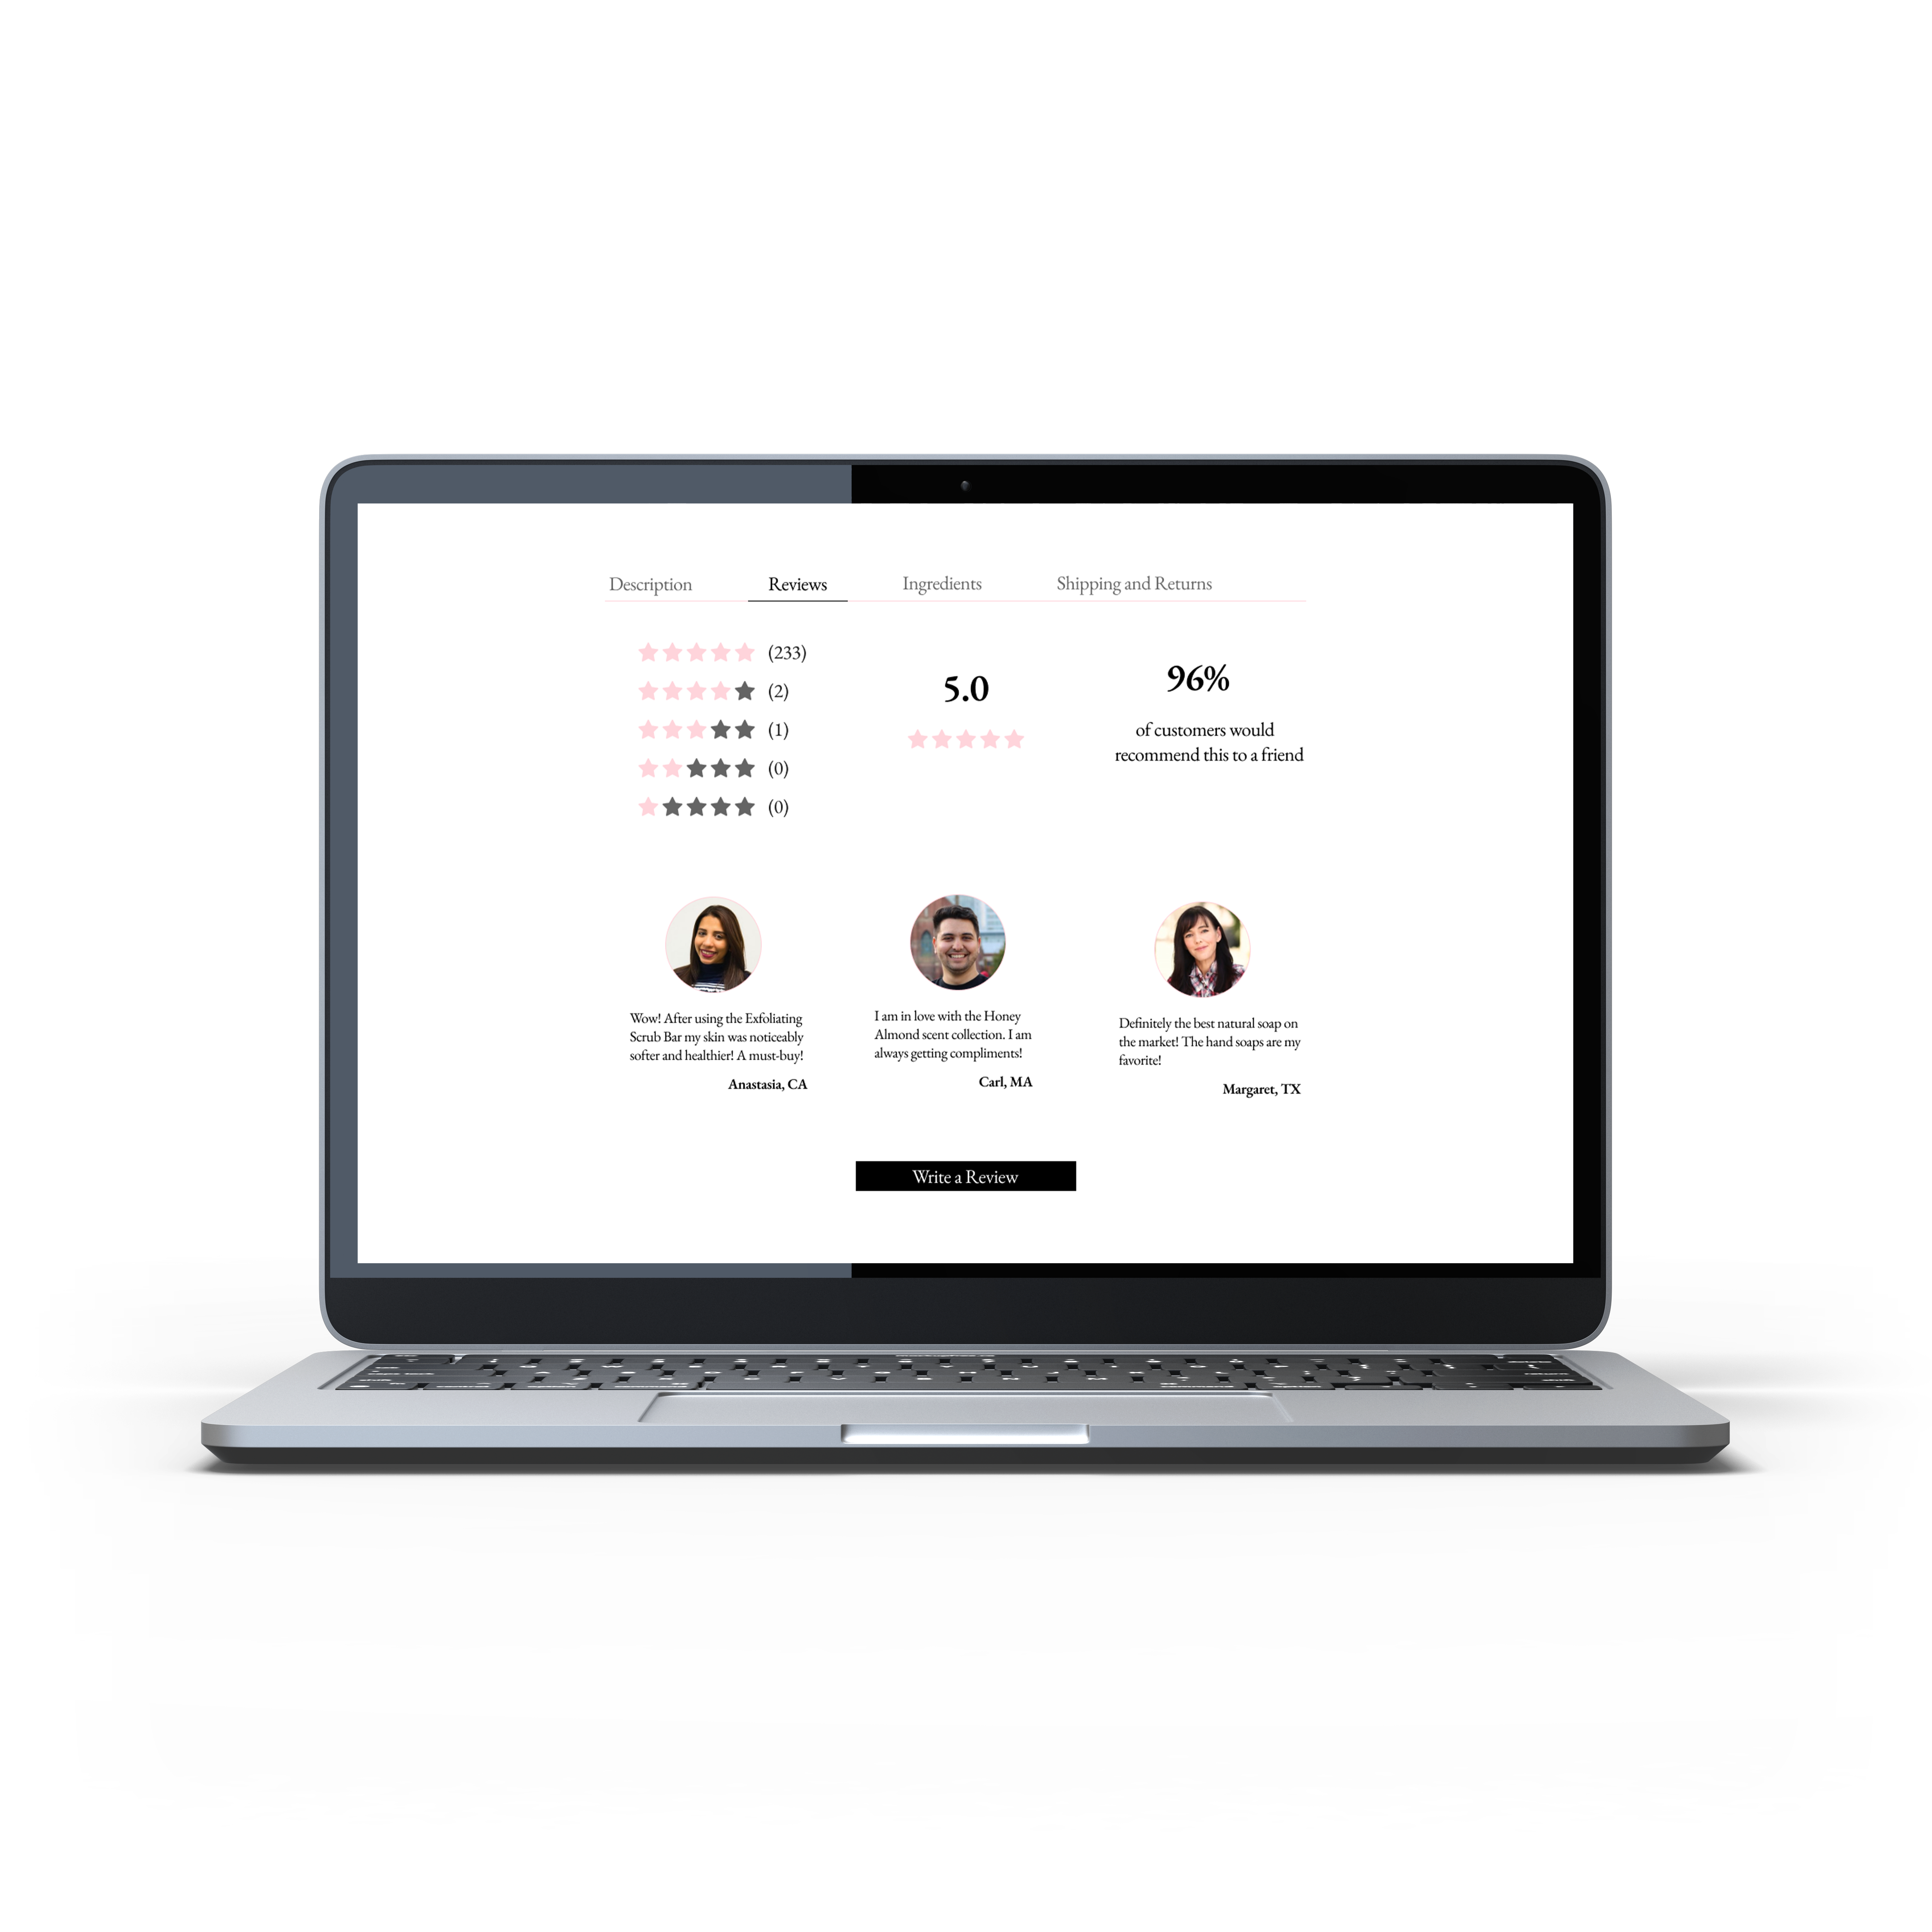 Description Reviews Ingredients Shipping and Returns
(233)
(2)
(1)
(0)
(0)
5.0
96%
of customers would
recommend this to a friend
Wow! After using the Exfoliating
Scrub Bar my skin was noticeably
softer and healthier! A must-buy!
Anastasia, CA
I am in love with the Honey
Almond scent collection. I am
always getting compliments!
Carl, MA
Definitely the best natural soap on
the market! The hand soaps are my
favorite!
Margaret, TX
Write a Review